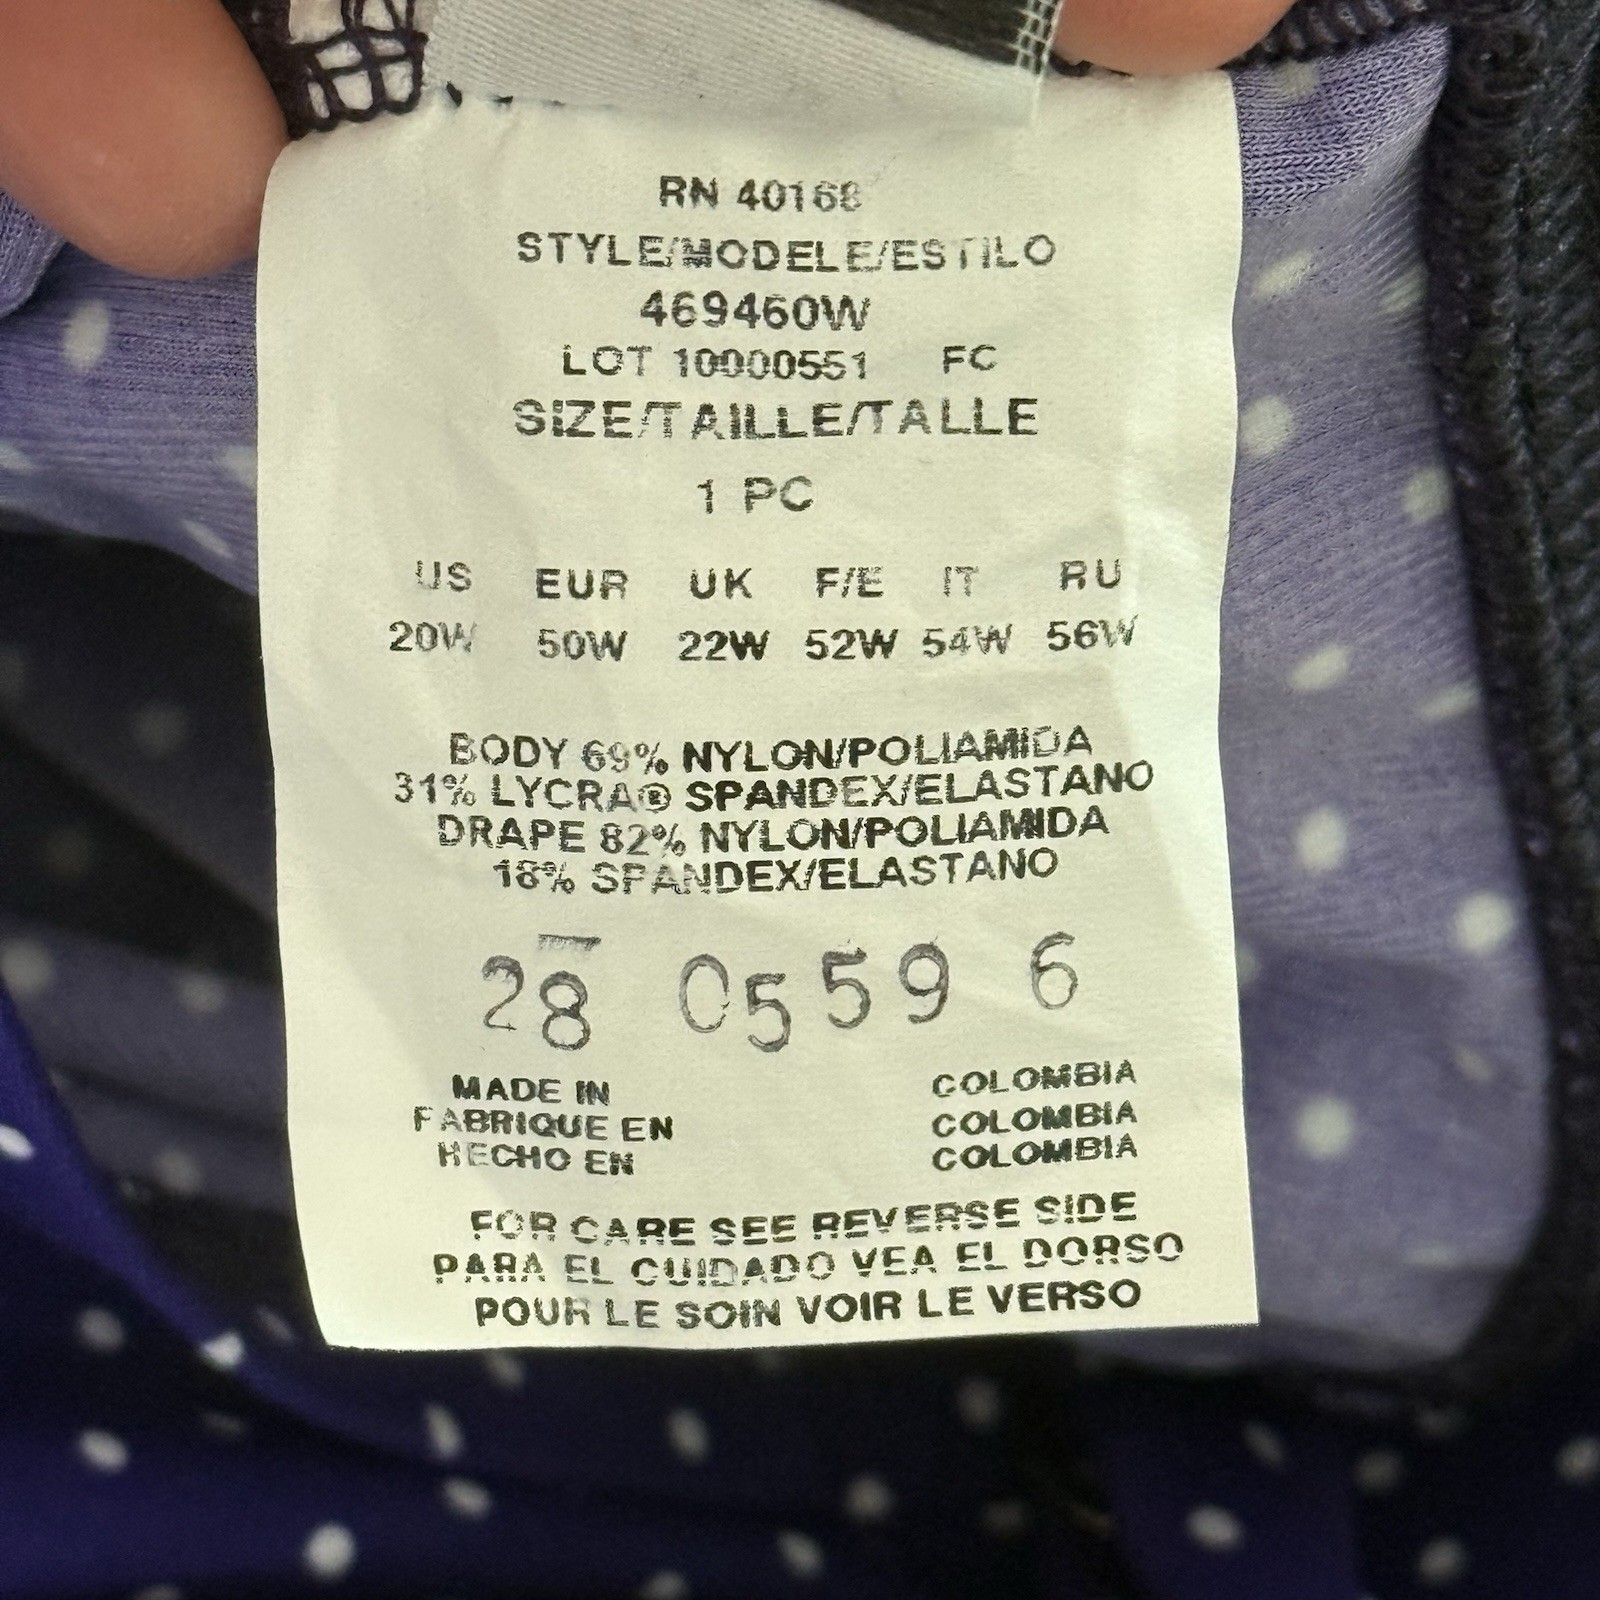 RN 40168
STYLE/MODELE/ESTILO
469460W
LOT 10000551 FC
SIZE/TAILLE/TALLE
1 PC
US EUR UK F/E IT RU
20W 50W 22W 52W 54W 56W
BODY 69% NYLON/POLIAMIDA
31% LYCRA® SPANDEX/ELASTANO
DRAPE 82% NYLON/POLIAMIDA
18% SPANDEX/ELASTANO
28 0559 6
MADE IN COLOMBIA
FABRIQUE EN COLOMBIA
HECHO EN COLOMBIA
FOR CARE SEE REVERSE SIDE
PARA EL CUIDADO VEA EL DORSO
POUR LE SOIN VOIR LE VERSO